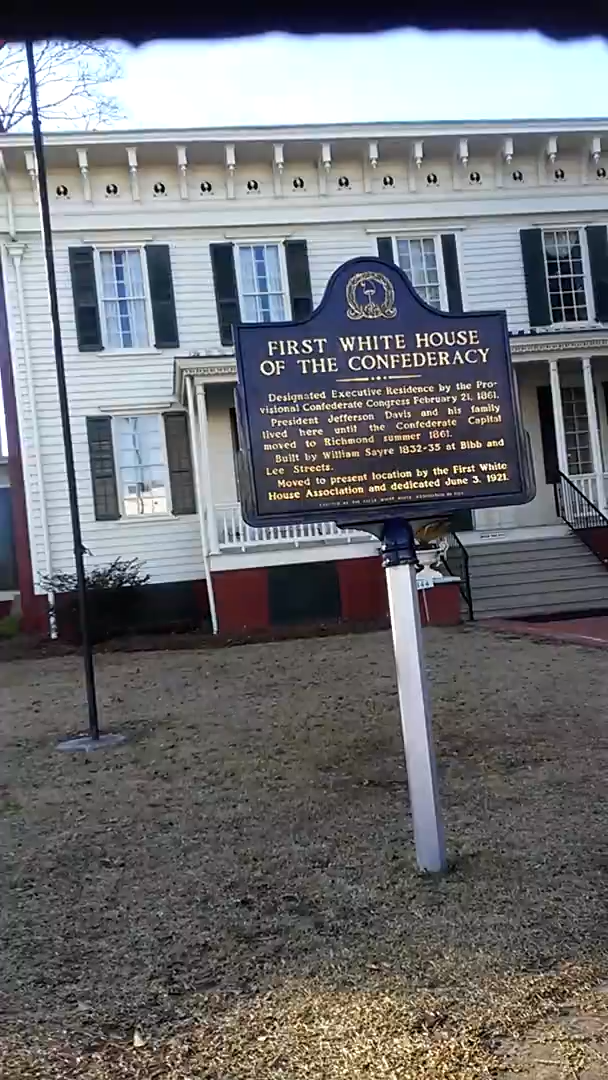 FIRST WHITE HOUSE
OF THE CONFEDERACY
Designated Executive Residence by the Pro-
visional Confederate Congress February 21, 1861.
President Jefferson Davis and his family
lived here until the Confederate Capital
moved to Richmond summer 1861.
Built by William Sayre 1832-35 at Bibb and
Lee Streets.
Moved to present location by the First White
House Association and dedicated June 3, 1921.